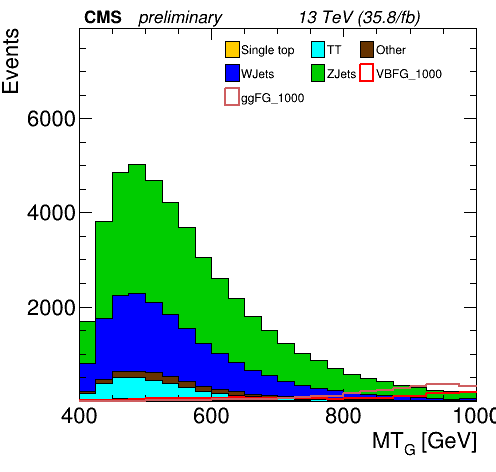 CMS preliminary 13 TeV (35.8/fb)
Events
Single top TT Other
WJets ZJets VBFG_1000
ggFG_1000
6000
4000
2000
400 600 800 1000
MT_G [GeV]